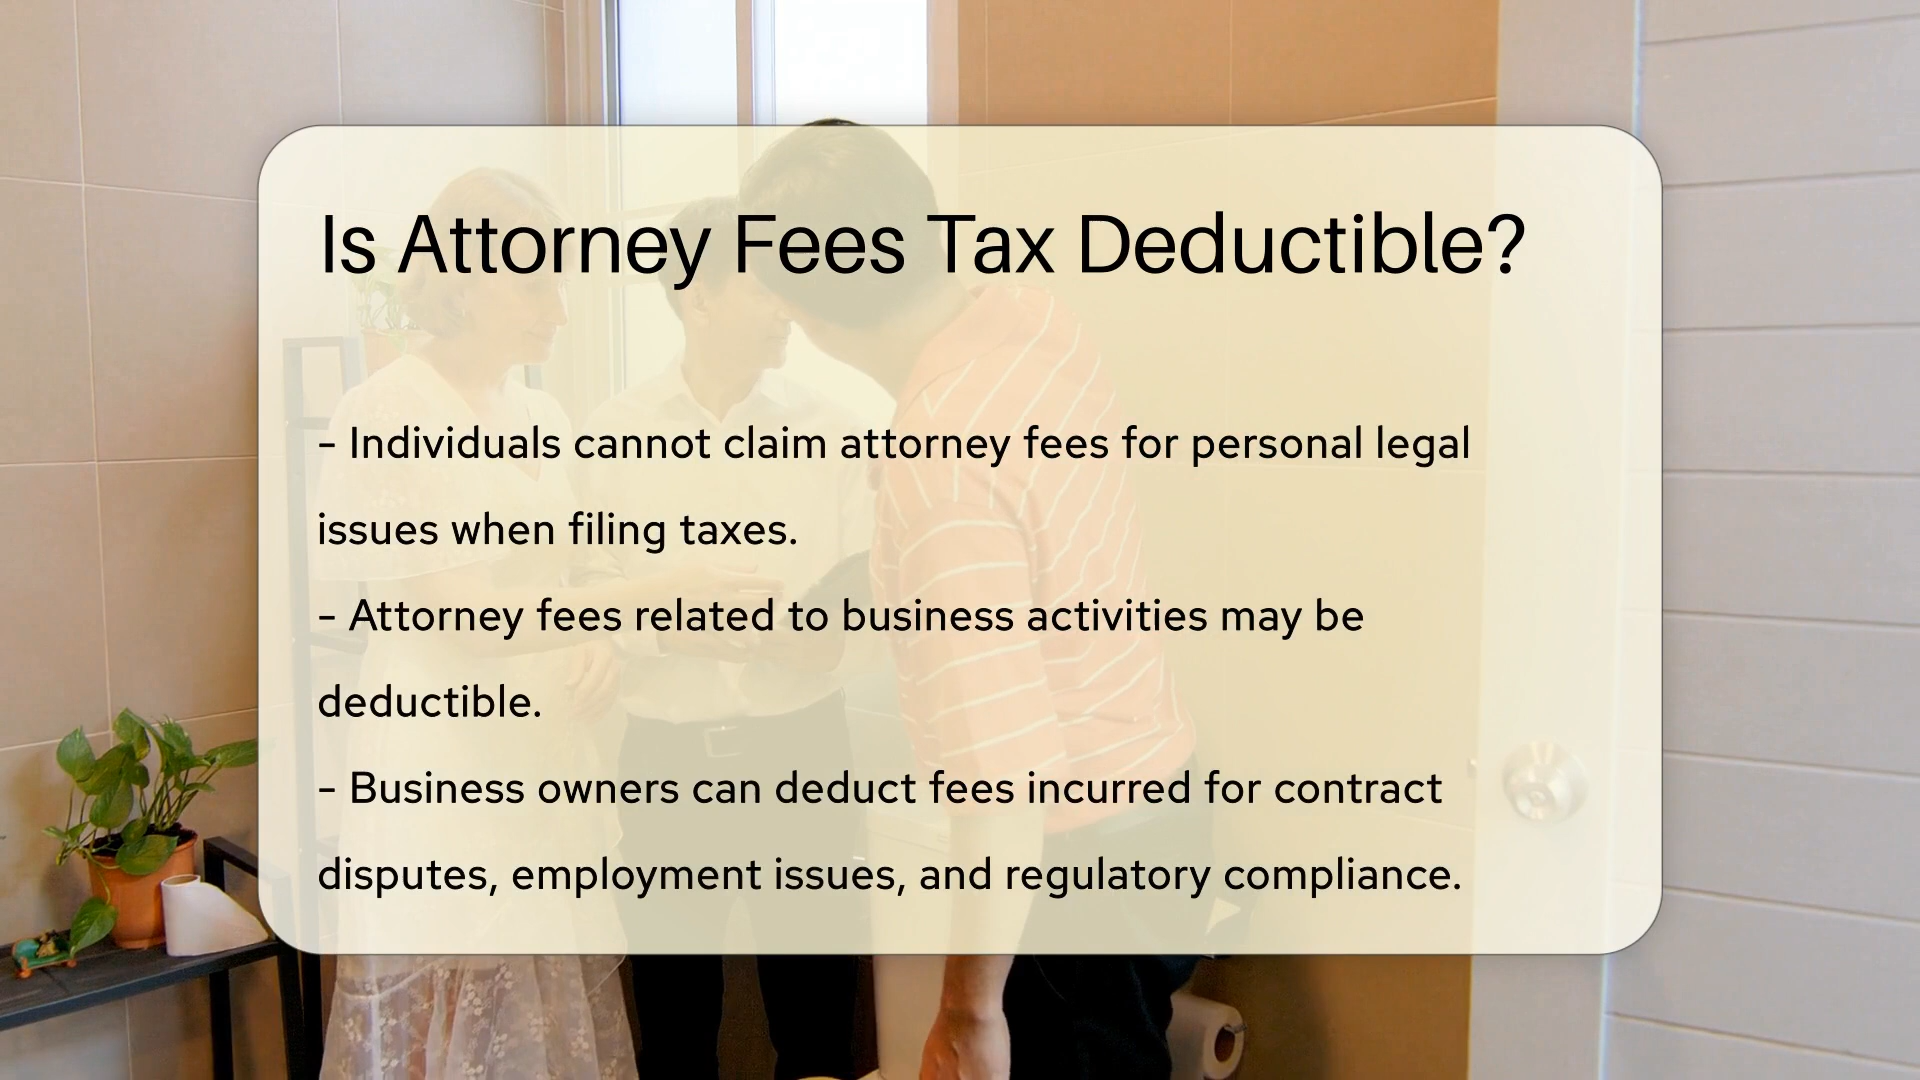 Is Attorney Fees Tax Deductible?
– Individuals cannot claim attorney fees for personal legal
issues when filing taxes.
– Attorney fees related to business activities may be
deductible.
– Business owners can deduct fees incurred for contract
disputes, employment issues, and regulatory compliance.